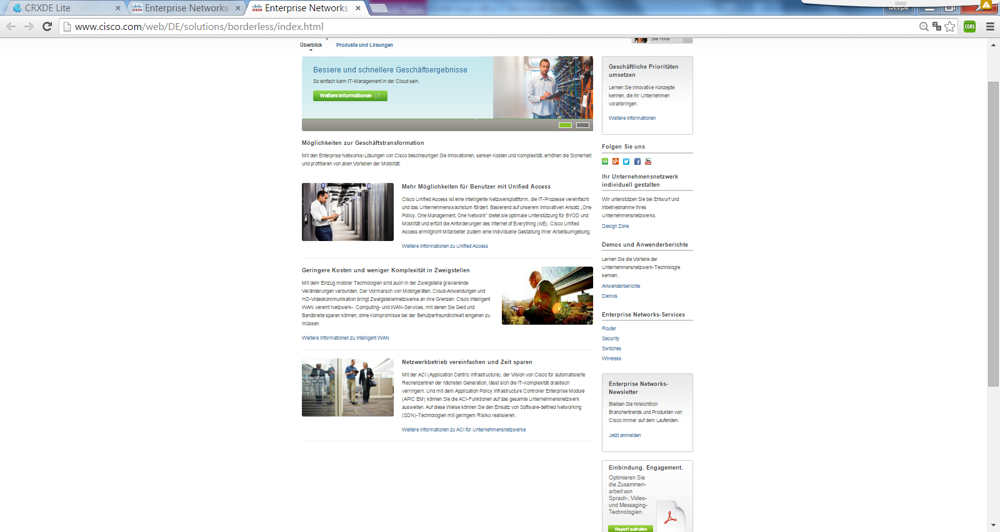 CRXDE Lite
Enterprise Networks
Enterprise Networks
Deepa
www.cisco.com/web/DE/solutions/borderless/index.html
CORS
Sie Hilfe
Überblick
Produkte und Lösungen
Bessere und schnellere Geschäftsergebnisse
So einfach kann IT-Management in der Cloud sein.
Weitere Informationen
Möglichkeiten zur Geschäftstransformation
Mit den Enterprise Networks-Lösungen von Cisco beschleunigen Sie Innovationen, senken Kosten und Komplexität, erhöhen die Sicherheit
und profitieren von allen Vorteilen der Mobilität.
Mehr Möglichkeiten für Benutzer mit Unified Access
Cisco Unified Access ist eine intelligente Netzwerkplattform, die IT-Prozesse vereinfacht
und das Unternehmenswachstum fördert. Basierend auf unserem innovativen Ansatz „One
Policy, One Management, One Network" bietet sie optimale Unterstützung für BYOD und
Mobilität und erfüllt die Anforderungen des Internet of Everything (IoE). Cisco Unified
Access ermöglicht Mitarbeiter zudem eine individuelle Gestaltung ihrer Arbeitsumgebung.
Weitere Informationen zu Unified Access
Geringere Kosten und weniger Komplexität in Zweigstellen
Mit dem Einzug mobiler Technologien sind auch in der Zweigstelle gravierende
Veränderungen verbunden. Der Vormarsch von Mobilgeräten, Cloud-Anwendungen und
HD-Videokommunikation bringt Zweigstellennetzwerke an ihre Grenzen. Cisco Intelligent
WAN vereint Netzwerk-, Computing- und WAN-Services, mit denen Sie Geld und
Bandbreite sparen können, ohne Kompromisse bei der Benutzerfreundlichkeit eingehen zu
müssen.
Weitere Informationen zu Intelligent WAN
Netzwerkbetrieb vereinfachen und Zeit sparen
Mit der ACI (Application Centric Infrastructure), der Vision von Cisco für automatisierte
Rechenzentren der nächsten Generation, lässt sich die IT-Komplexität drastisch
verringern. Und mit dem Application Policy Infrastructure Controller Enterprise Module
(APIC EM) können Sie die ACI-Funktionen auf das gesamte Unternehmensnetzwerk
ausweiten. Auf diese Weise können Sie den Einsatz von Software-defined Networking
(SDN)-Technologien mit geringem Risiko realisieren.
Weitere Informationen zu ACI für Unternehmensnetzwerke
Geschäftliche Prioritäten
umsetzen
Lernen Sie innovative Konzepte
kennen, die Ihr Unternehmen
voranbringen.
Weitere Informationen
Folgen Sie uns
Ihr Unternehmensnetzwerk
individuell gestalten
Wir unterstützen Sie bei Entwurf und
Inbetriebnahme Ihres
Unternehmensnetzwerks.
Design Zone
Demos und Anwenderberichte
Lernen Sie die Vorteile der
Unternehmensnetzwerk-Technologie
kennen.
Anwenderberichte
Demos
Enterprise Networks-Services
Router
Security
Switches
Wireless
Enterprise Networks-
Newsletter
Bleiben Sie hinsichtlich
Branchentrends und Produkten von
Cisco immer auf dem Laufenden.
Jetzt anmelden
Einbindung. Engagement.
Optimieren Sie
die Zusammen-
arbeit von
Sprach-, Video-
und Messaging-
Technologien
Report aufrufen